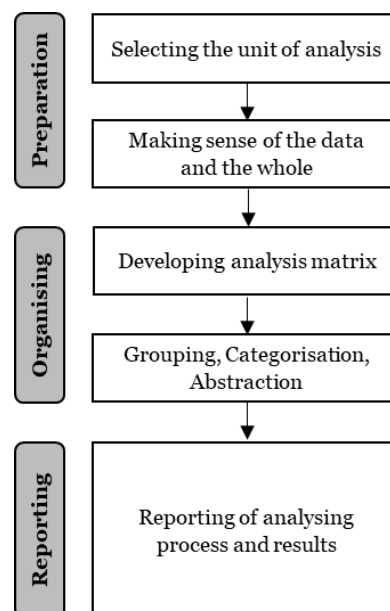 Preparation
Selecting the unit of analysis
Making sense of the data
and the whole
Organising
Developing analysis matrix
Grouping, Categorisation,
Abstraction
Reporting
Reporting of analysing
process and results